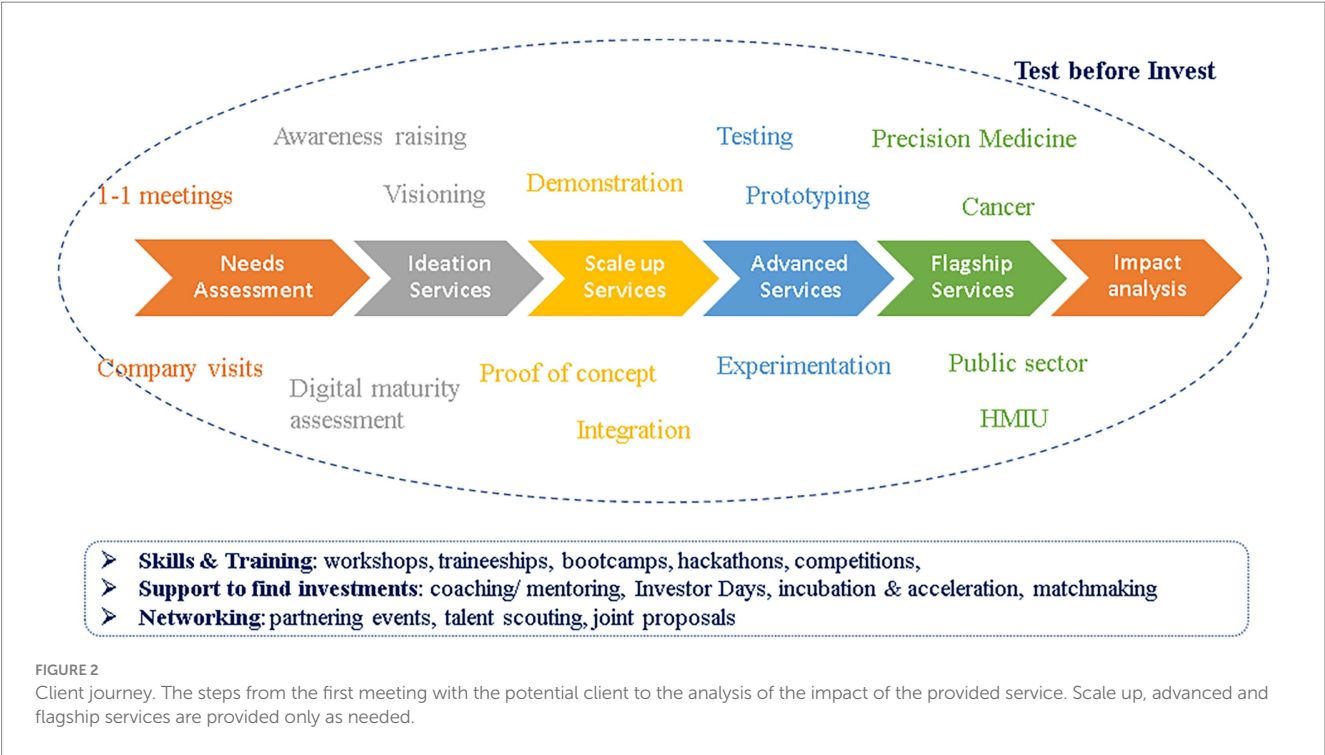 Test before Invest
Awareness raising
Testing
Precision Medicine
1-1 meetings
Visioning
Demonstration
Prototyping
Cancer
Needs
Assessment
Ideation
Services
Scale up
Services
Advanced
Services
Flagship
Services
Impact
analysis
Company visits
Digital maturity
assessment
Proof of concept
Integration
Experimentation
Public sector
HMIU
➢ Skills & Training: workshops, traineeships, bootcamps, hackathons, competitions,
➢ Support to find investments: coaching/ mentoring, Investor Days, incubation & acceleration, matchmaking
➢ Networking: partnering events, talent scouting, joint proposals
FIGURE 2
Client journey. The steps from the first meeting with the potential client to the analysis of the impact of the provided service. Scale up, advanced and
flagship services are provided only as needed.